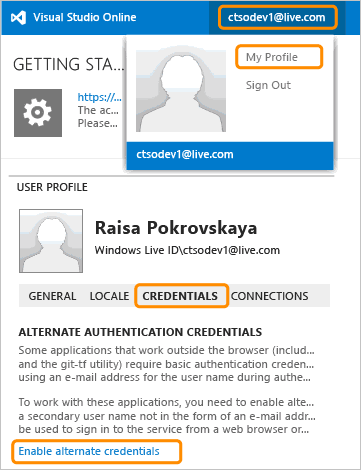 Visual Studio Online
ctsodev1@live.com
GETTING STA...
My Profile
https://...
The ac...
Please...
Sign Out
ctsodev1@live.com
USER PROFILE
Raisa Pokrovskaya
Windows Live ID\ctsodev1@live.com
GENERAL LOCALE CREDENTIALS CONNECTIONS
ALTERNATE AUTHENTICATION CREDENTIALS
Some applications that work outside the browser (includ...
and the git-tf utility) require basic authentication creden...
using an e-mail address for the user name during authe...
To work with these applications, you need to enable alte...
a secondary user name not in the form of an e-mail addr...
be used to sign in to the service from a web browser or...
Enable alternate credentials